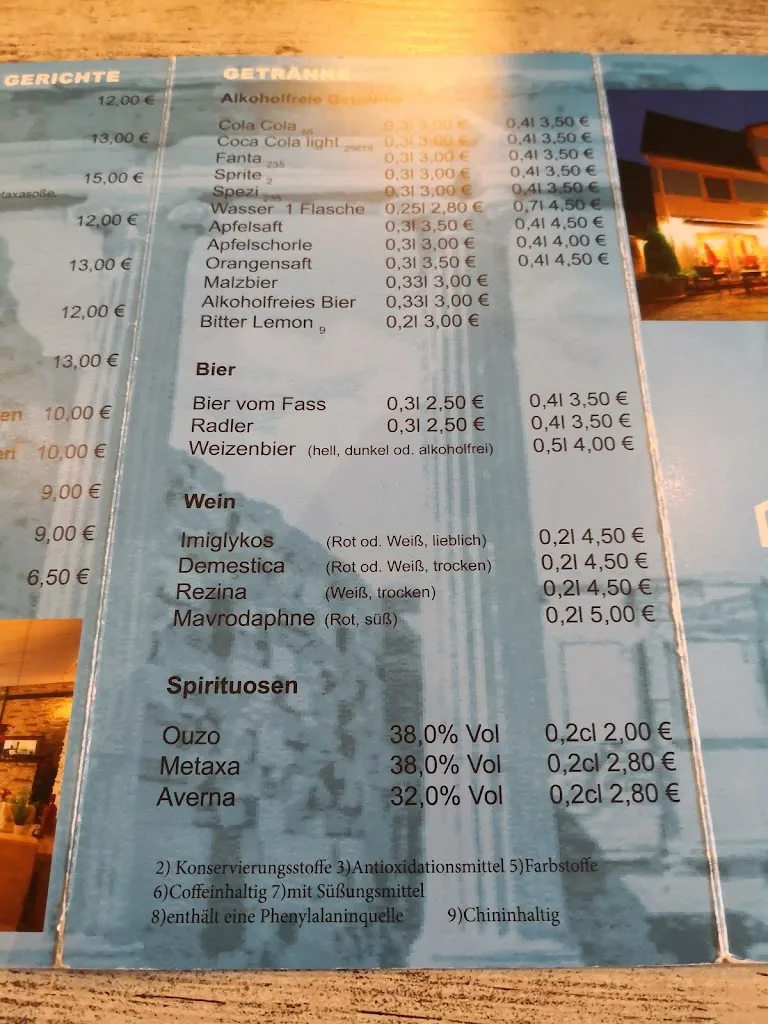 GERICHTE
12,00 €
13,00 €
15,00 €
taxasoße,
12,00 €
13,00 €
12,00 €
13,00 €
en 10,00 €
en 10,00 €
9,00 €
9,00 €
6,50 €
GETRÄNKE
Alkoholfreie Getränke
Cola Cola 0,3l 3,00 € 0,4l 3,50 €
Coca Cola light 0,3l 3,00 € 0,4l 3,50 €
Fanta 235 0,3l 3,00 € 0,4l 3,50 €
Sprite 2 0,3l 3,00 € 0,4l 3,50 €
Spezi 0,3l 3,00 € 0,4l 3,50 €
Wasser 1 Flasche 0,25l 2,80 € 0,7l 4,50 €
Apfelsaft 0,3l 3,50 € 0,4l 4,50 €
Apfelschorle 0,3l 3,00 € 0,4l 4,00 €
Orangensaft 0,3l 3,50 € 0,4l 4,50 €
Malzbier 0,33l 3,00 €
Alkoholfreies Bier 0,33l 3,00 €
Bitter Lemon 9 0,2l 3,00 €
Bier
Bier vom Fass 0,3l 2,50 € 0,4l 3,50 €
Radler 0,3l 2,50 € 0,4l 3,50 €
Weizenbier (hell, dunkel od. alkoholfrei) 0,5l 4,00 €
Wein
Imiglykos (Rot od. Weiß, lieblich) 0,2l 4,50 €
Demestica (Rot od. Weiß, trocken) 0,2l 4,50 €
Rezina (Weiß, trocken) 0,2l 4,50 €
Mavrodaphne (Rot, süß) 0,2l 5,00 €
Spirituosen
Ouzo 38,0% Vol 0,2cl 2,00 €
Metaxa 38,0% Vol 0,2cl 2,80 €
Averna 32,0% Vol 0,2cl 2,80 €
2) Konservierungsstoffe 3)Antioxidationsmittel 5)Farbstoffe
6)Coffeinhaltig 7)mit Süßungsmittel
8)enthält eine Phenylalaninquelle 9)Chininhaltig